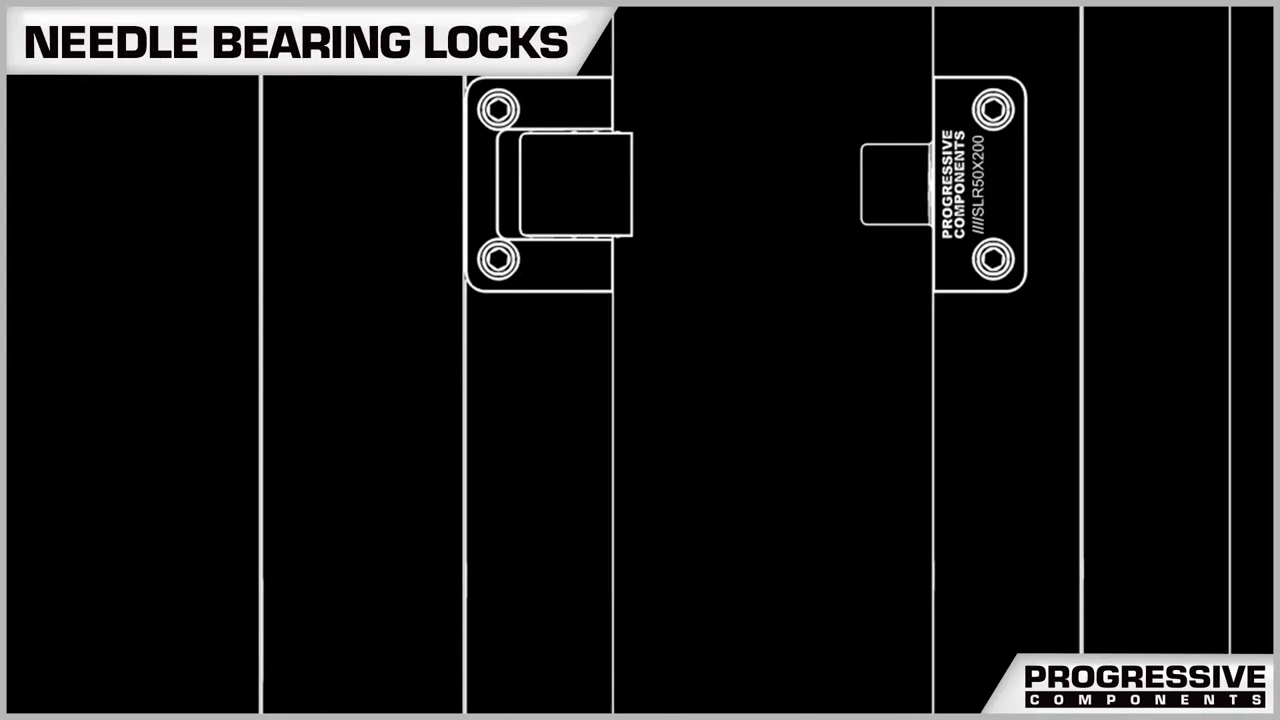 NEEDLE BEARING LOCKS
PROGRESSIVE
COMPONENTS
////SLR50X200
PROGRESSIVE
COMPONENTS